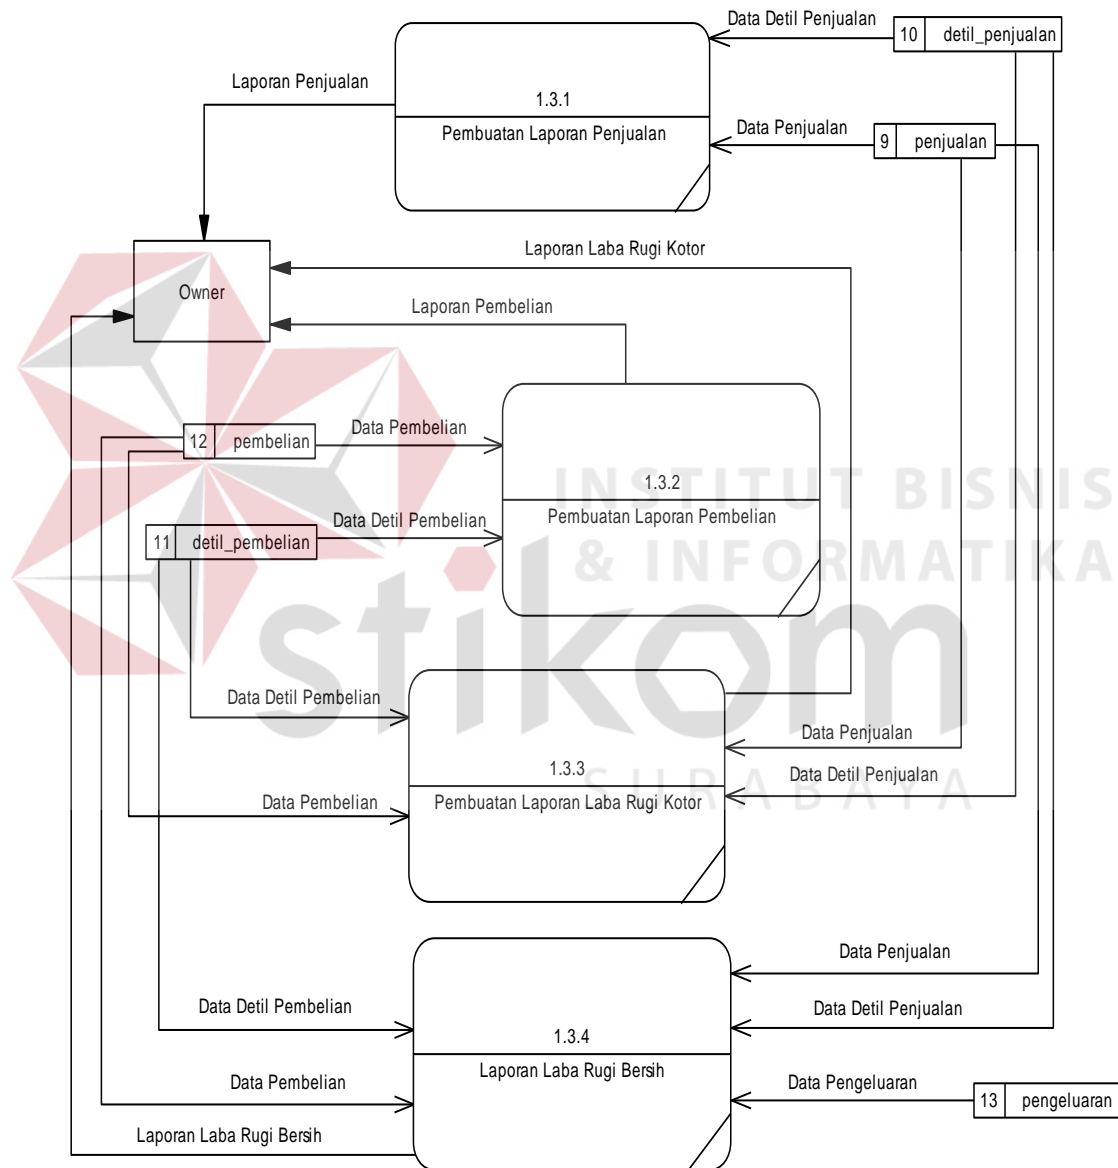 Data Detil Penjualan
10 detil_penjualan
Laporan Penjualan
1.3.1
Pembuatan Laporan Penjualan
Data Penjualan
9 penjualan
Laporan Laba Rugi Kotor
Owner
Laporan Pembelian
12 pembelian
Data Pembelian
1.3.2
Pembuatan Laporan Pembelian
11 detil_pembelian
Data Detil Pembelian
INSTITUT BISNIS
& INFORMATIKA
stikom
SURABAYA
Data Detil Pembelian
Data Penjualan
1.3.3
Pembuatan Laporan Laba Rugi Kotor
Data Detil Penjualan
Data Pembelian
Data Penjualan
Data Detil Pembelian
Data Detil Penjualan
1.3.4
Laporan Laba Rugi Bersih
Data Pembelian
Data Pengeluaran
13 pengeluaran
Laporan Laba Rugi Bersih